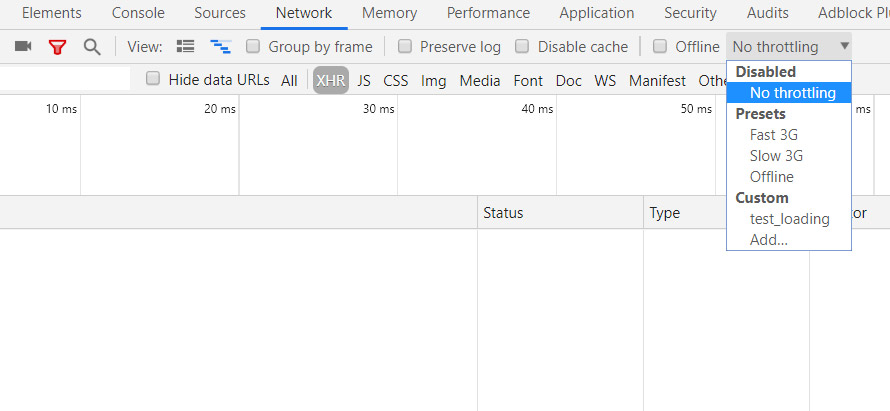 Elements Console Sources Network Memory Performance Application Security Audits Adblock Pl
View: Group by frame Preserve log Disable cache Offline No throttling
Hide data URLs All XHR JS CSS Img Media Font Doc WS Manifest Othe
Disabled
No throttling
10 ms 20 ms 30 ms 40 ms 50 ms ms
Presets
Fast 3G
Slow 3G
Offline
Custom
Status Type tor
test_loading
Add...